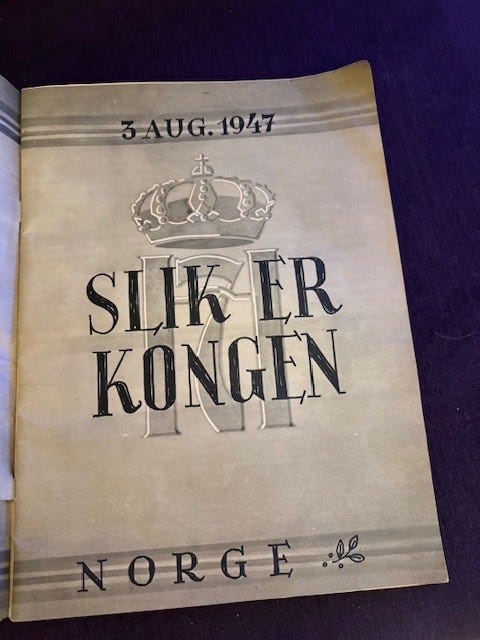 3 AUG. 1947
SLIK ER
KONGEN
NORGE